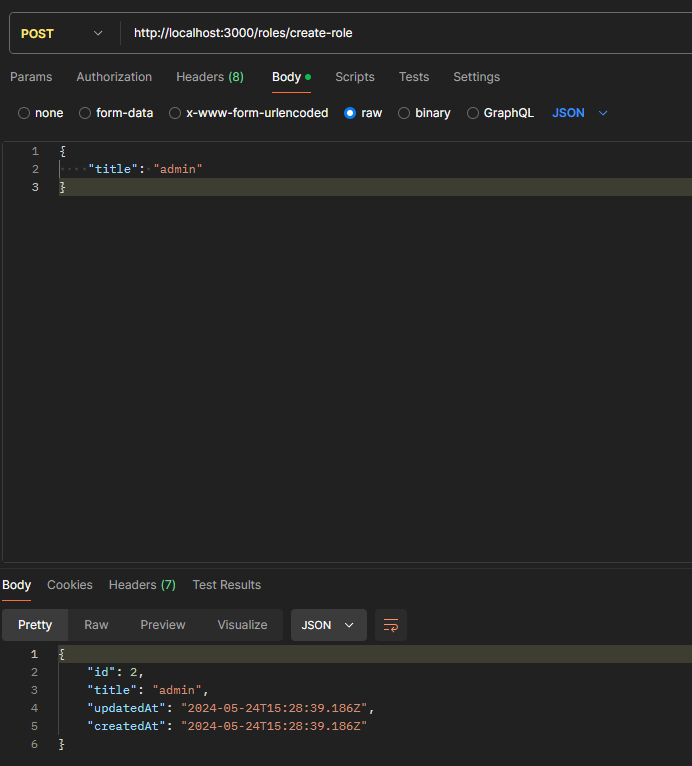 POST http://localhost:3000/roles/create-role
Params Authorization Headers (8) Body Scripts Tests Settings
none form-data x-www-form-urlencoded raw binary GraphQL JSON
1 {
2 ····"title":·"admin"
3 }
Body Cookies Headers (7) Test Results
Pretty Raw Preview Visualize JSON
1 {
2 "id": 2,
3 "title": "admin",
4 "updatedAt": "2024-05-24T15:28:39.186Z",
5 "createdAt": "2024-05-24T15:28:39.186Z"
6 }